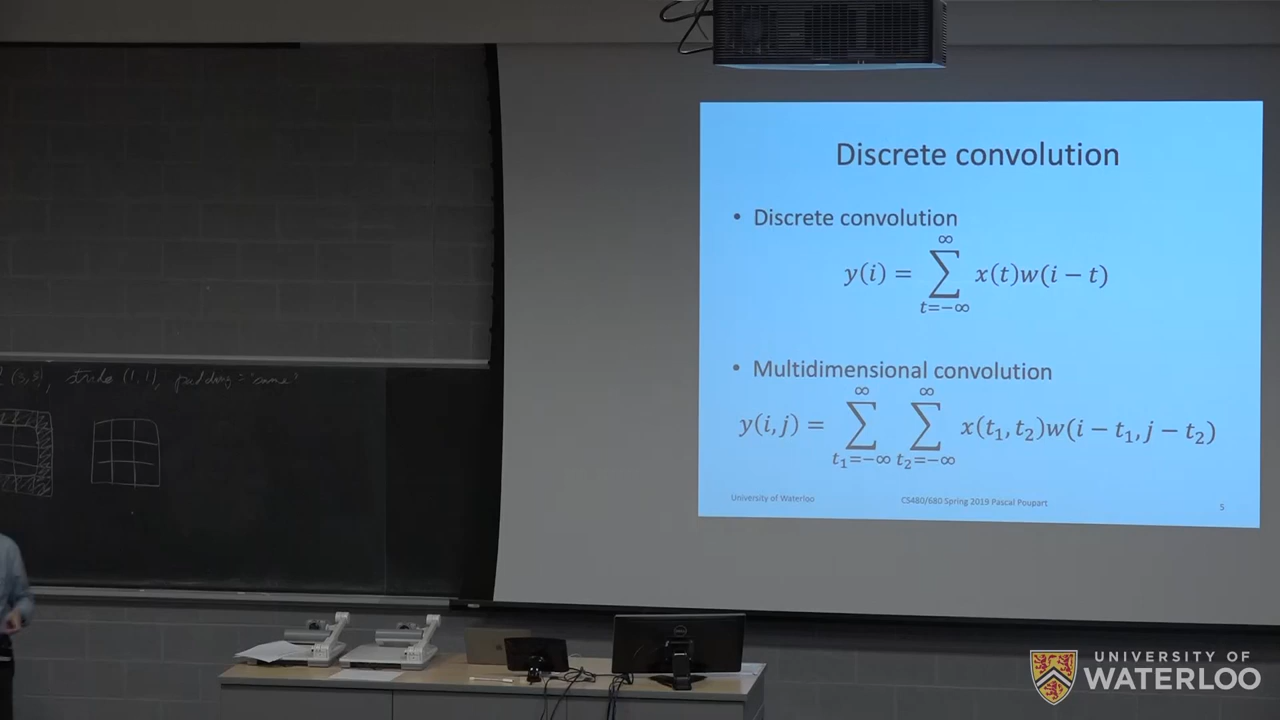 (3,3), stride (1,1), padding = 'same'
Discrete convolution
• Discrete convolution
y(i) = ∑_{t=−∞}^{∞} x(t)w(i − t)
• Multidimensional convolution
y(i,j) = ∑_{t₁=−∞}^{∞} ∑_{t₂=−∞}^{∞} x(t₁,t₂)w(i − t₁,j − t₂)
University of Waterloo
CS480/680 Spring 2019 Pascal Poupart
5
UNIVERSITY OF
WATERLOO